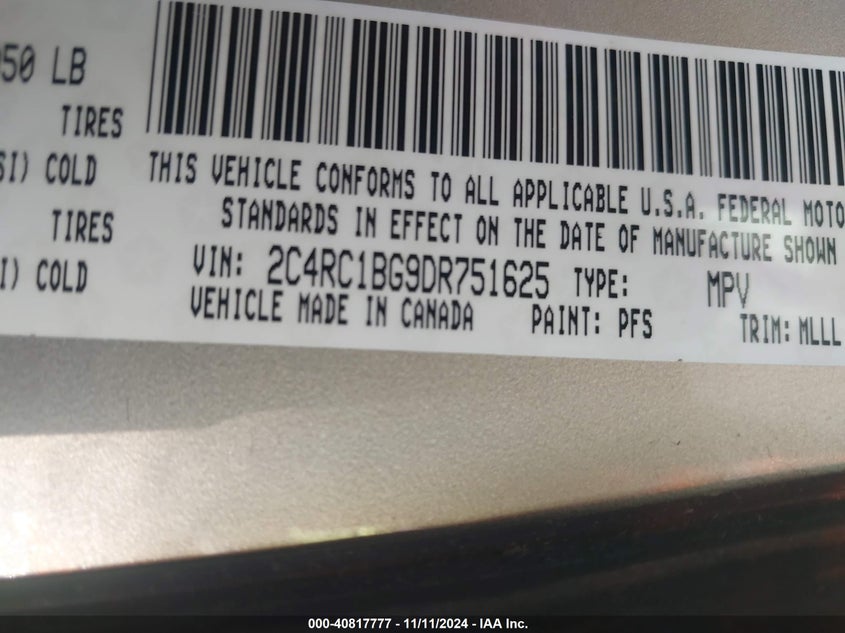 050 LB
TIRES
SI) COLD
TIRES
I) COLD
THIS VEHICLE CONFORMS TO ALL APPLICABLE U.S.A. FEDERAL MOTO
STANDARDS IN EFFECT ON THE DATE OF MANUFACTURE SHOWN
VIN: 2C4RC1BG9DR751625 TYPE: MPV
VEHICLE MADE IN CANADA PAINT: PFS TRIM: MLLL
000-40817777 - 11/11/2024 - IAA Inc.